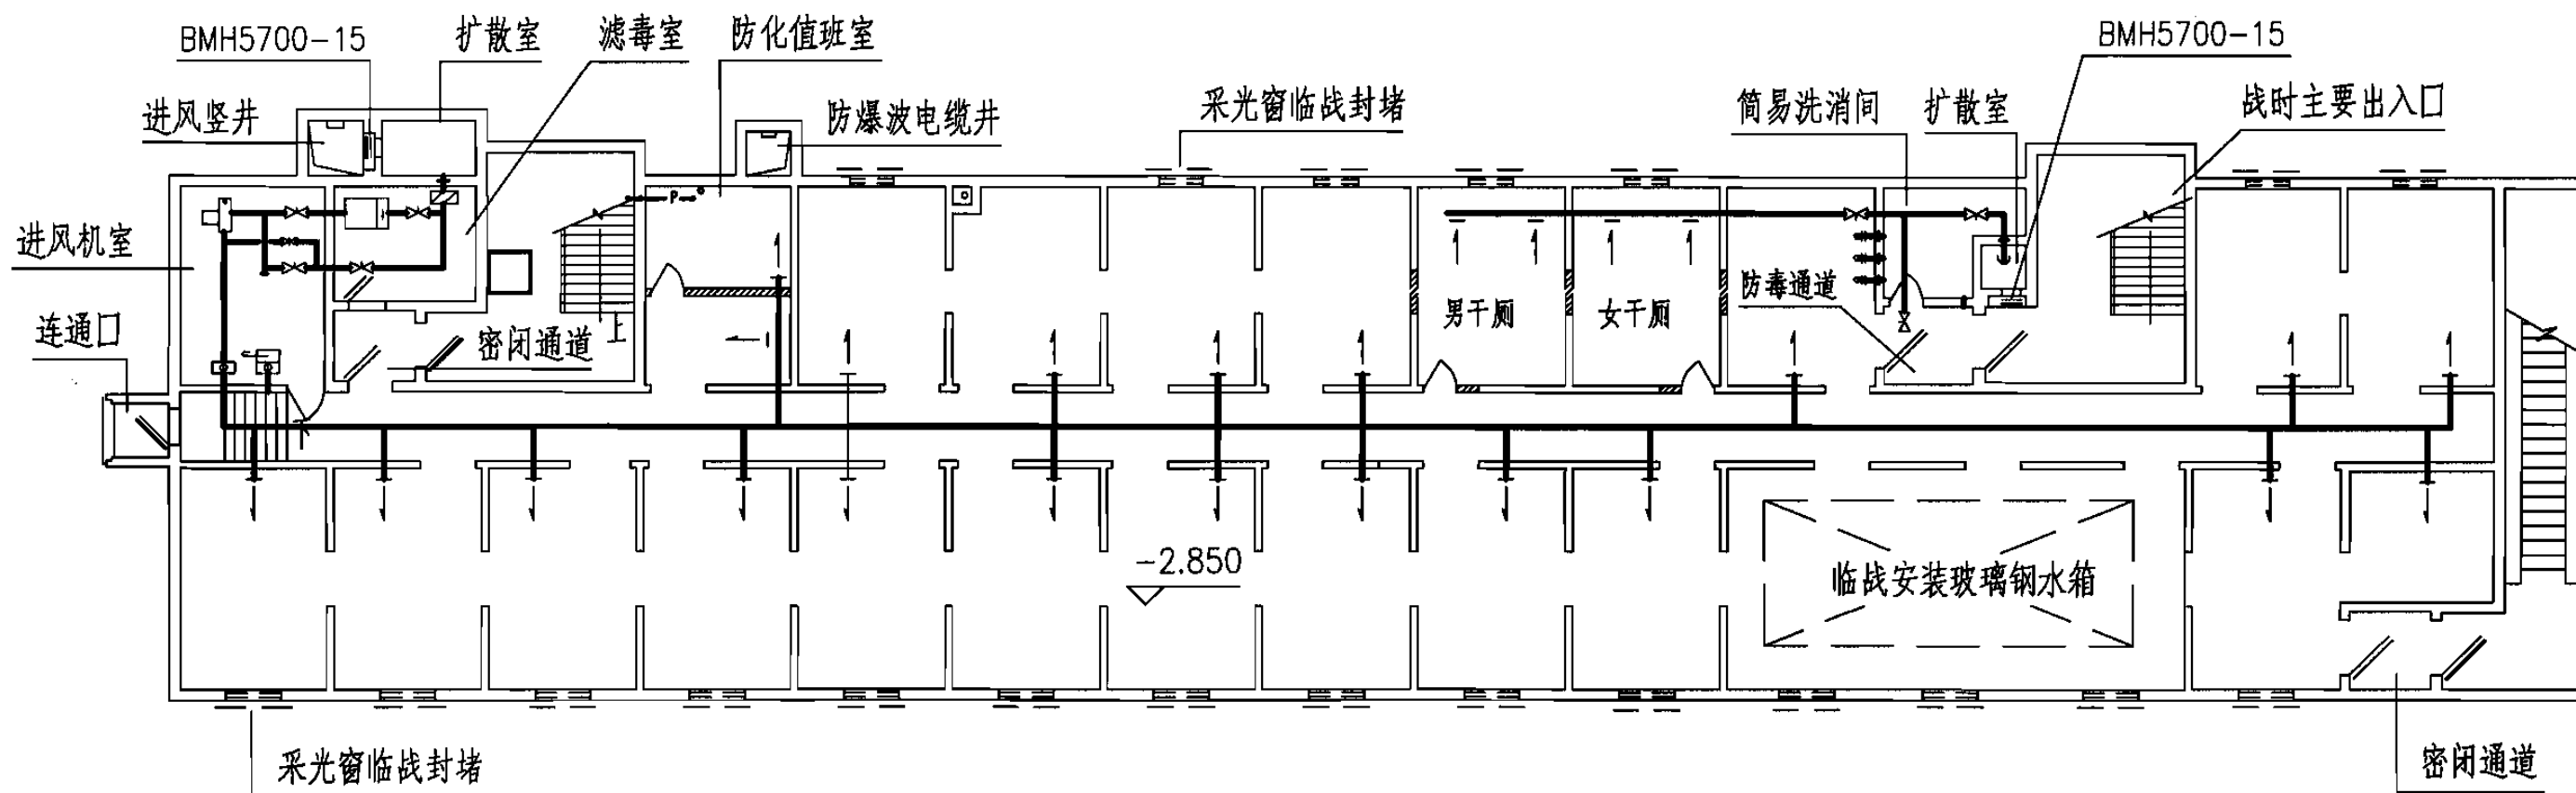 BMH5700-15
扩散室
滤毒室
防化值班室
BMH5700-15
进风竖井
防爆波电缆井
采光窗临战封堵
简易洗消间
扩散室
战时主要出入口
P
进风机室
防毒通道
男干厕
女干厕
连通口
密闭通道
上
-2.850
临战安装玻璃钢水箱
采光窗临战封堵
密闭通道